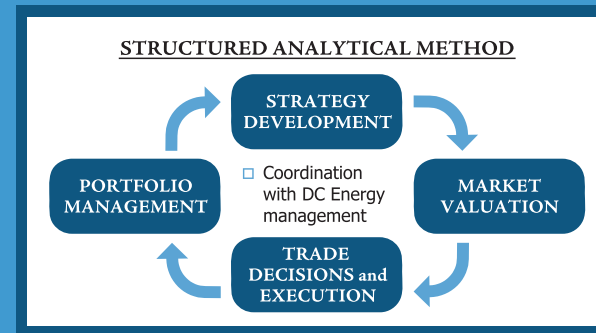 STRUCTURED ANALYTICAL METHOD
STRATEGY
DEVELOPMENT
PORTFOLIO
MANAGEMENT
Coordination
with DC Energy
management
MARKET
VALUATION
TRADE
DECISIONS and
EXECUTION